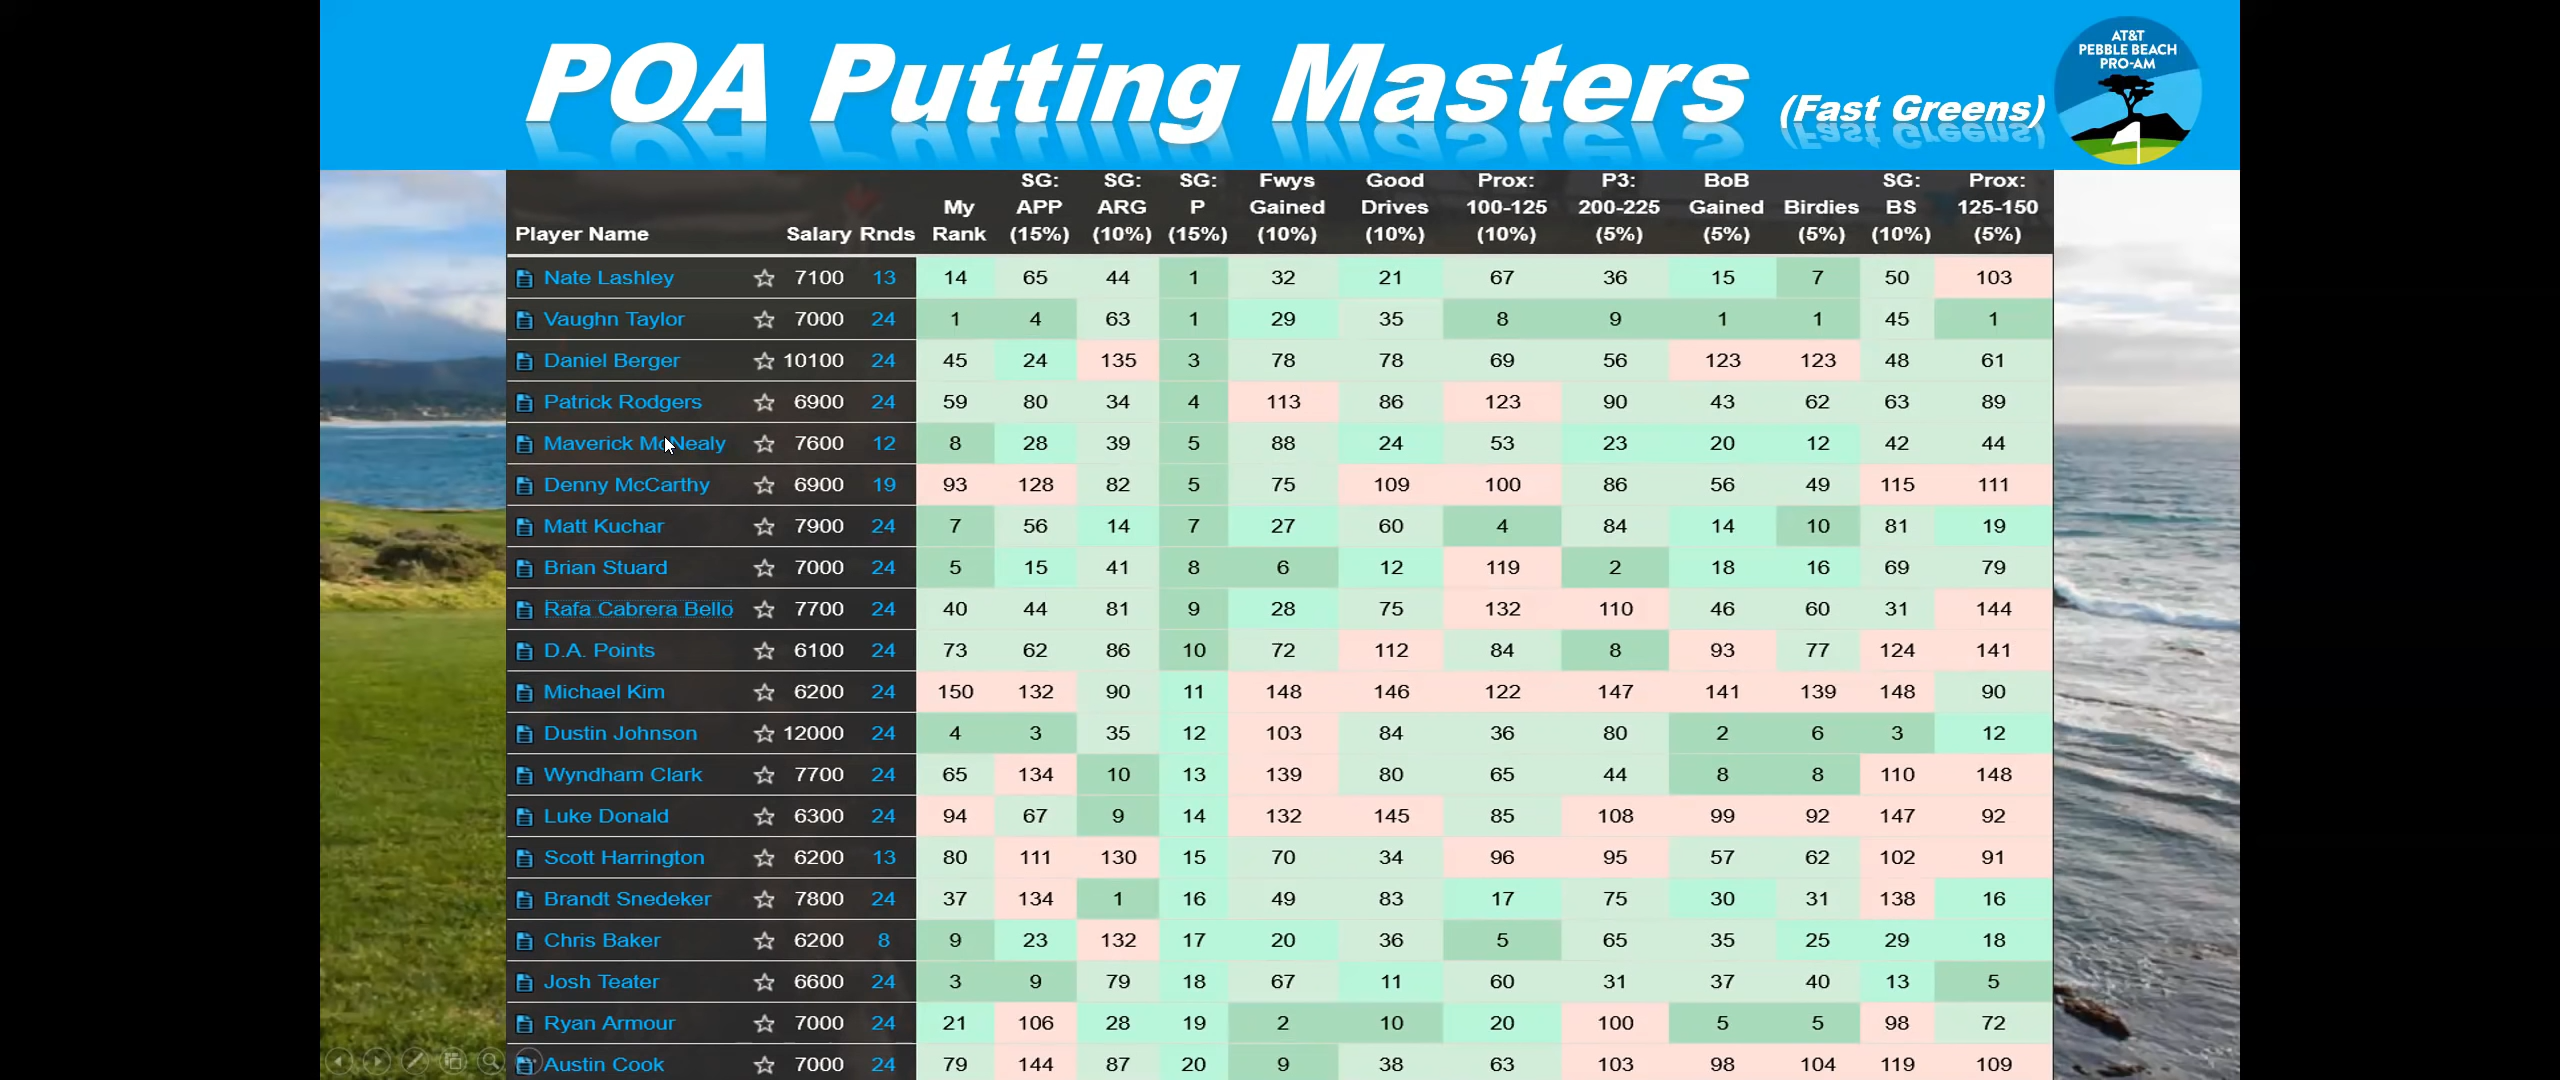 POA Putting Masters (Fast Greens)
AT&T
PEBBLE BEACH
PRO-AM
Player Name Salary Rnds My Rank SG: APP (15%) SG: ARG (10%) SG: P (15%) Fwys Gained (10%) Good Drives (10%) Prox: 100-125 (10%) P3: 200-225 (5%) BoB Gained (5%) Birdies (5%) SG: BS (10%) Prox: 125-150 (5%)
Nate Lashley 7100 13 14 65 44 1 32 21 67 36 15 7 50 103
Vaughn Taylor 7000 24 1 4 63 1 29 35 8 9 1 1 45 1
Daniel Berger 10100 24 45 24 135 3 78 78 69 56 123 123 48 61
Patrick Rodgers 6900 24 59 80 34 4 113 86 123 90 43 62 63 89
Maverick McNealy 7600 12 8 28 39 5 88 24 53 23 20 12 42 44
Denny McCarthy 6900 19 93 128 82 5 75 109 100 86 56 49 115 111
Matt Kuchar 7900 24 7 56 14 7 27 60 4 84 14 10 81 19
Brian Stuard 7000 24 5 15 41 8 6 12 119 2 18 16 69 79
Rafa Cabrera Bello 7700 24 40 44 81 9 28 75 132 110 46 60 31 144
D.A. Points 6100 24 73 62 86 10 72 112 84 8 93 77 124 141
Michael Kim 6200 24 150 132 90 11 148 146 122 147 141 139 148 90
Dustin Johnson 12000 24 4 3 35 12 103 84 36 80 2 6 3 12
Wyndham Clark 7700 24 65 134 10 13 139 80 65 44 8 8 110 148
Luke Donald 6300 24 94 67 9 14 132 145 85 108 99 92 147 92
Scott Harrington 6200 13 80 111 130 15 70 34 96 95 57 62 102 91
Brandt Snedeker 7800 24 37 134 1 16 49 83 17 75 30 31 138 16
Chris Baker 6200 8 9 23 132 17 20 36 5 65 35 25 29 18
Josh Teater 6600 24 3 9 79 18 67 11 60 31 37 40 13 5
Ryan Armour 7000 24 21 106 28 19 2 10 20 100 5 5 98 72
Austin Cook 7000 24 79 144 87 20 9 38 63 103 98 104 119 109